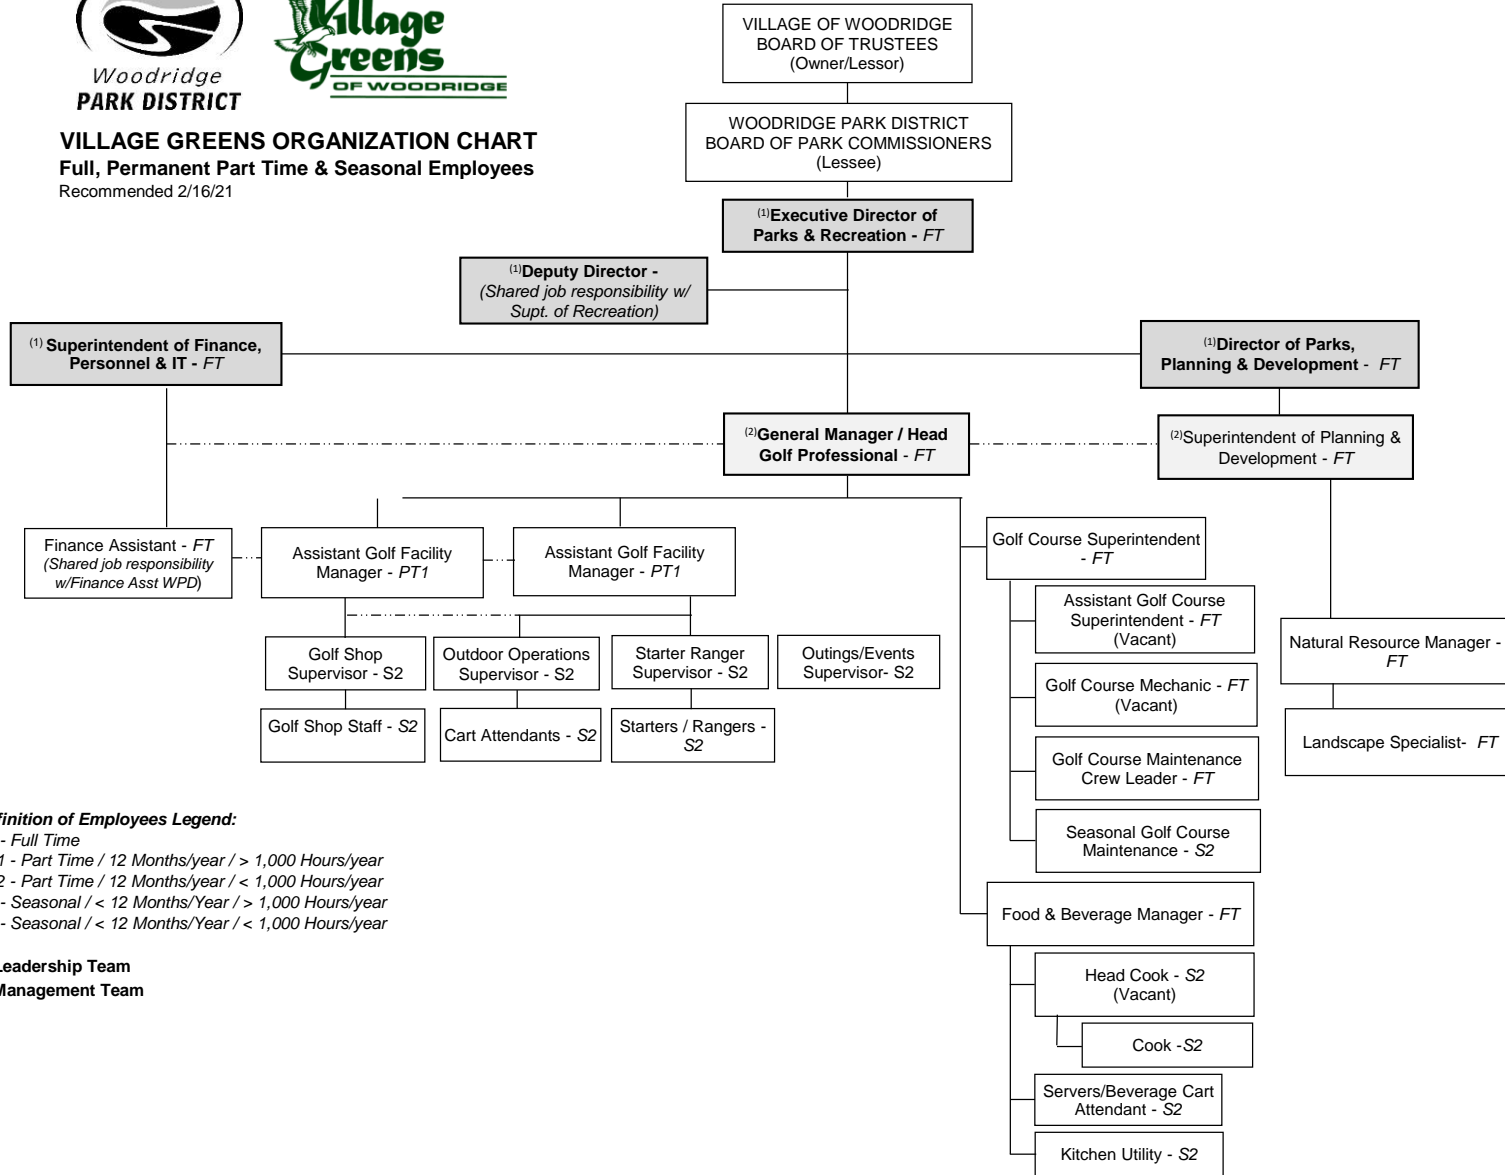 Woodridge
PARK DISTRICT
Village
Greens
OF WOODRIDGE
VILLAGE GREENS ORGANIZATION CHART
Full, Permanent Part Time & Seasonal Employees
Recommended 2/16/21
VILLAGE OF WOODRIDGE
BOARD OF TRUSTEES
(Owner/Lessor)
WOODRIDGE PARK DISTRICT
BOARD OF PARK COMMISSIONERS
(Lessee)
(1)Executive Director of
Parks & Recreation - FT
(1)Deputy Director -
(Shared job responsibility w/
Supt. of Recreation)
(1) Superintendent of Finance,
Personnel & IT - FT
(1)Director of Parks,
Planning & Development - FT
(2)General Manager / Head
Golf Professional - FT
(2)Superintendent of Planning &
Development - FT
Finance Assistant - FT
(Shared job responsibility
w/Finance Asst WPD)
Assistant Golf Facility
Manager - PT1
Assistant Golf Facility
Manager - PT1
Golf Shop
Supervisor - S2
Outdoor Operations
Supervisor - S2
Starter Ranger
Supervisor - S2
Outings/Events
Supervisor- S2
Golf Shop Staff - S2
Cart Attendants - S2
Starters / Rangers -
S2
Golf Course Superintendent
- FT
Assistant Golf Course
Superintendent - FT
(Vacant)
Golf Course Mechanic - FT
(Vacant)
Golf Course Maintenance
Crew Leader - FT
Seasonal Golf Course
Maintenance - S2
Natural Resource Manager -
FT
Landscape Specialist- FT
Food & Beverage Manager - FT
Head Cook - S2
(Vacant)
Cook -S2
Servers/Beverage Cart
Attendant - S2
Kitchen Utility - S2
finition of Employees Legend:
- Full Time
1 - Part Time / 12 Months/year / > 1,000 Hours/year
2 - Part Time / 12 Months/year / < 1,000 Hours/year
- Seasonal / < 12 Months/Year / > 1,000 Hours/year
- Seasonal / < 12 Months/Year / < 1,000 Hours/year
Leadership Team
Management Team